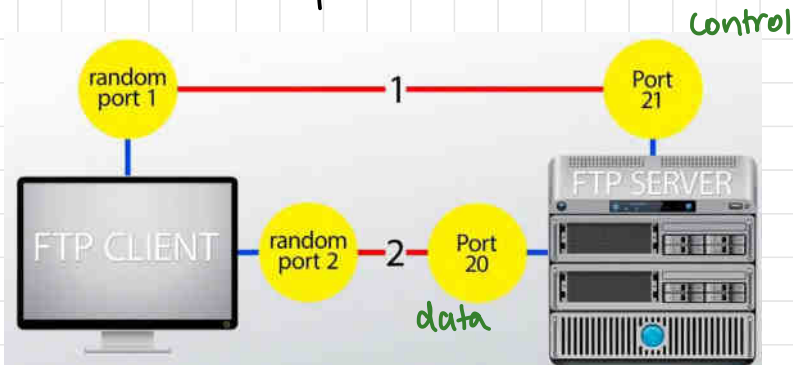 control
random
port 1
1
Port
21
FTP CLIENT
FTP SERVER
random
port 2
2
Port
20
data